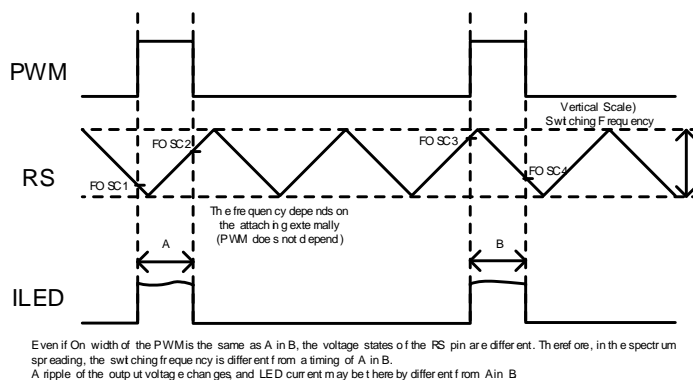 PWM
Vertical Scale)
Switching Frequency
FOSC2
FOSC3
RS
FOSC1
FOSC4
The frequency depends on
the attaching externally
(PWM does not depend)
A
B
ILED
Even if On width of the PWM is the same as A in B, the voltage states of the RS pin are different. Therefore, in the spectrum
spreading, the switching frequency is different from a timing of A in B.
A ripple of the output voltage changes, and LED current may be thereby different from A in B